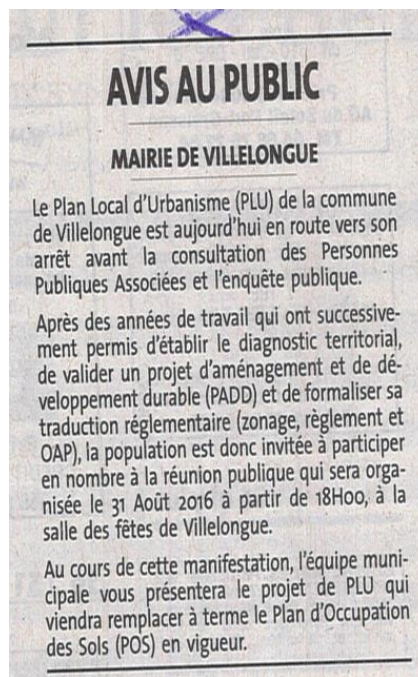 AVIS AU PUBLIC
MAIRIE DE VILLELONGUE
Le Plan Local d'Urbanisme (PLU) de la commune
de Villelongue est aujourd'hui en route vers son
arrêt avant la consultation des Personnes
Publiques Associées et l'enquête publique.
Après des années de travail qui ont successive-
ment permis d'établir le diagnostic territorial,
de valider un projet d'aménagement et de dé-
veloppement durable (PADD) et de formaliser sa
traduction réglementaire (zonage, règlement et
OAP), la population est donc invitée à participer
en nombre à la réunion publique qui sera orga-
nisée le 31 Août 2016 à partir de 18H00, à la
salle des fêtes de Villelongue.
Au cours de cette manifestation, l'équipe muni-
cipale vous présentera le projet de PLU qui
viendra remplacer à terme le Plan d'Occupation
des Sols (POS) en vigueur.